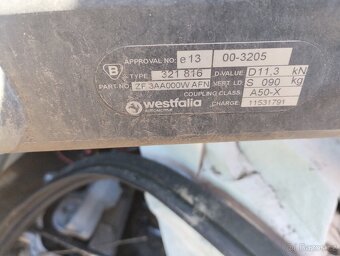 APPROVAL NO: e13 00-3205
TYPE: 321 816 D-VALUE: D11,3 kN
PART NO: ZF 3AA000W AFN VERT. LD: S 090 kg
westfalia COUPLING CLASS: A50-X
AUTOMOTIVE CHARGE: 11531791